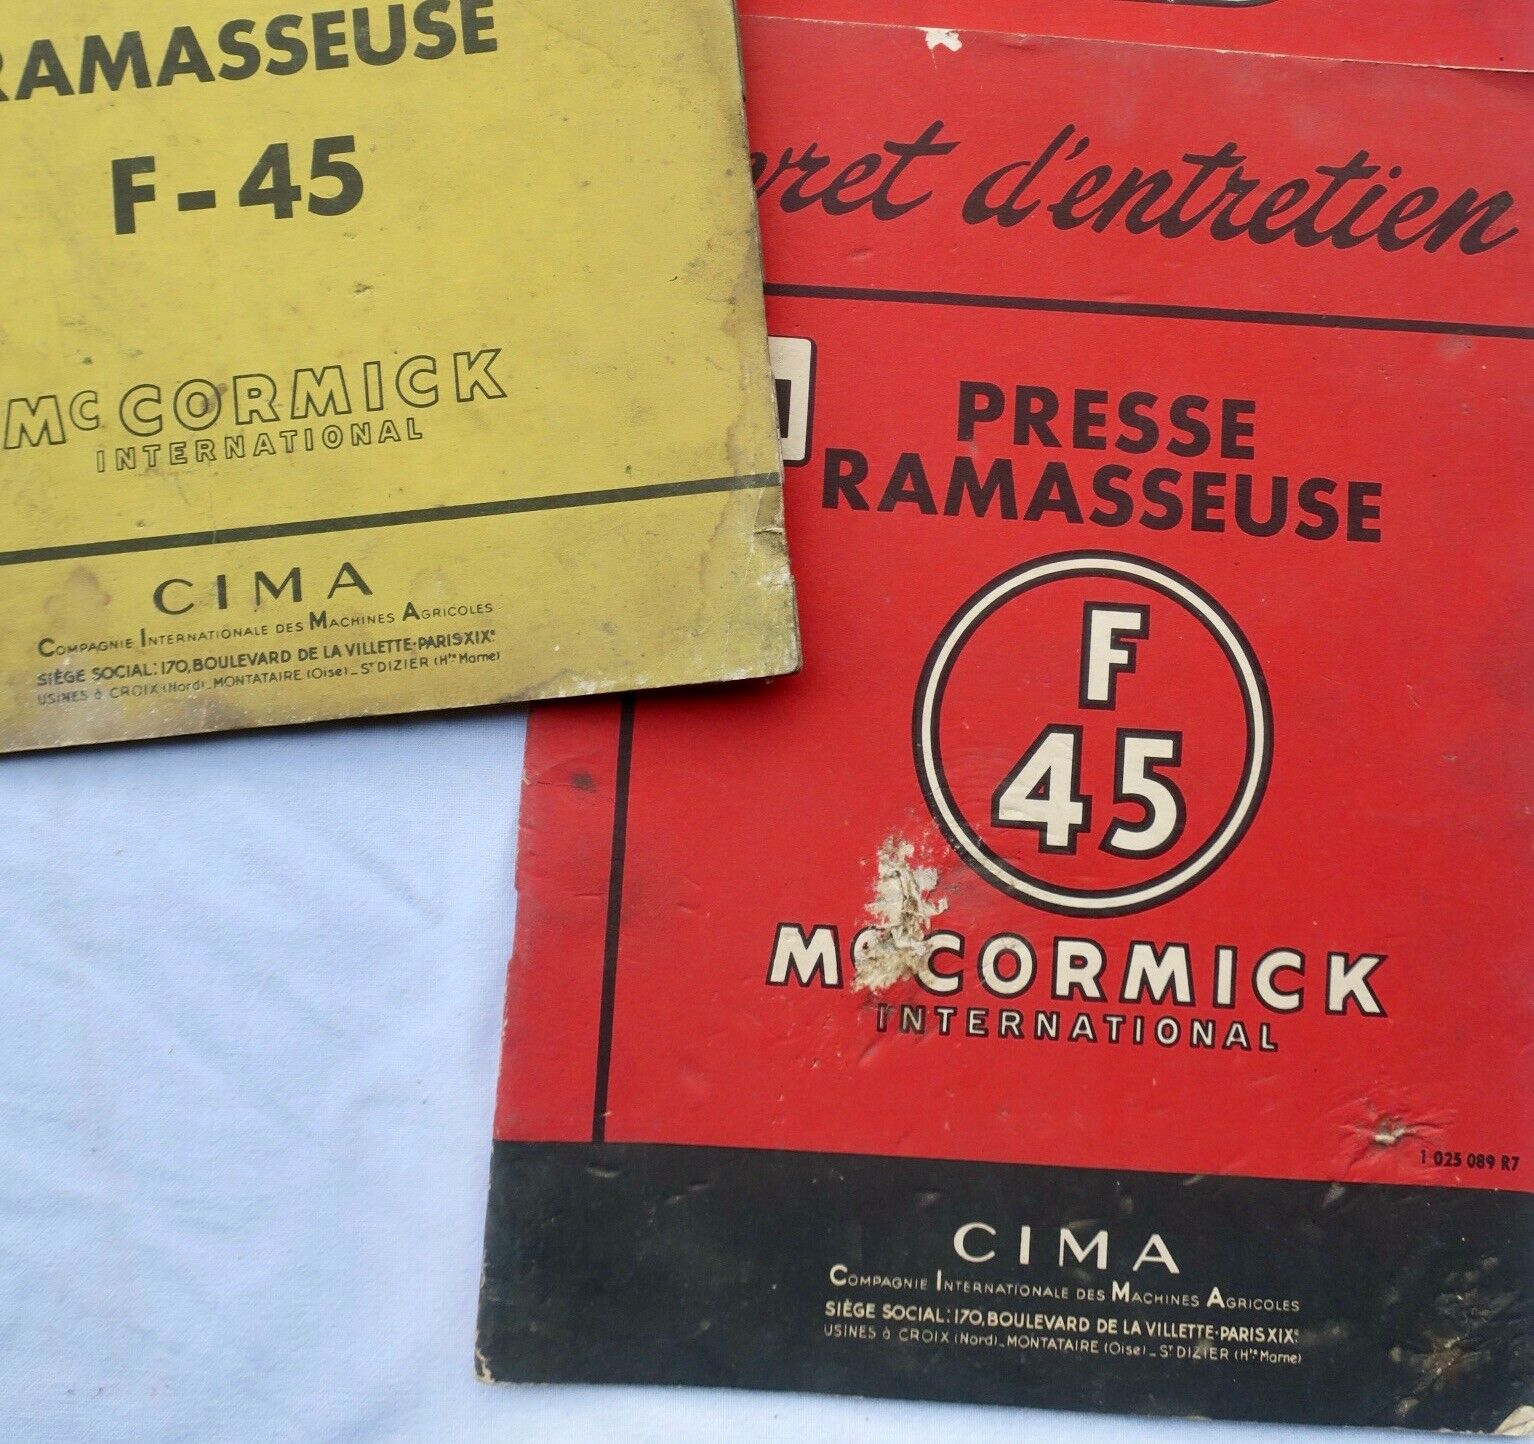 RAMASSEUSE
F-45
MCCORMICK
INTERNATIONAL
CIMA
COMPAGNIE INTERNATIONALE DES MACHINES AGRICOLES
SIÈGE SOCIAL: 170, BOULEVARD DE LA VILLETTE-PARIS XIXe
USINES à CROIX (Nord)_MONTATAIRE (Oise)_ST DIZIER (Hte Marne)
d'entretien
PRESSE
RAMASSEUSE
F
45
MCCORMICK
INTERNATIONAL
1 025 089 R7
CIMA
COMPAGNIE INTERNATIONALE DES MACHINES AGRICOLES
SIÈGE SOCIAL: 170, BOULEVARD DE LA VILLETTE-PARIS XIXe
USINES à CROIX (Nord)_MONTATAIRE (Oise)_ST DIZIER (Hte Marne)